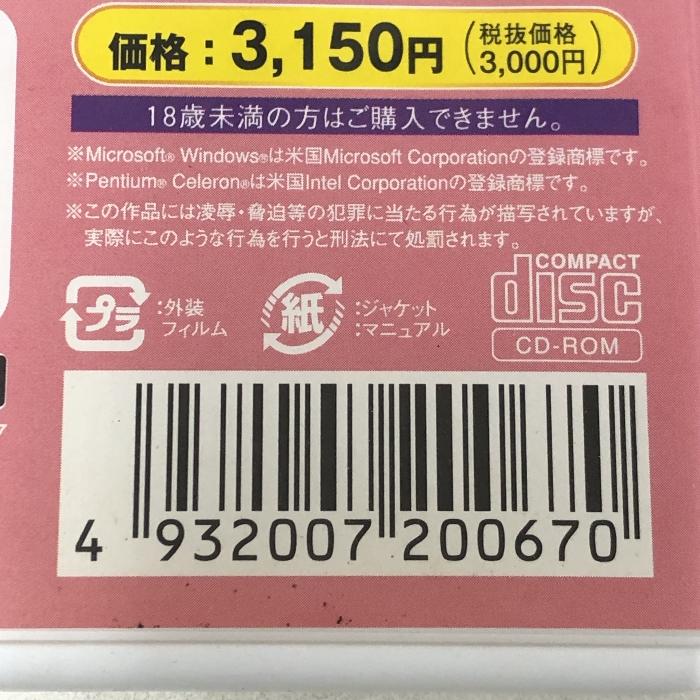 価格：3,150円（税抜価格 3,000円）
18歳未満の方はご購入できません。
※Microsoft® Windows®は米国Microsoft Corporationの登録商標です。
※Pentium® Celeron®は米国Intel Corporationの登録商標です。
※この作品には凌辱・脅迫等の犯罪に当たる行為が描写されていますが、
実際にこのような行為を行うと刑法にて処罰されます。
プラ：外装
フィルム
紙：ジャケット
：マニュアル
COMPACT
disc
CD-ROM
4 932007 200670